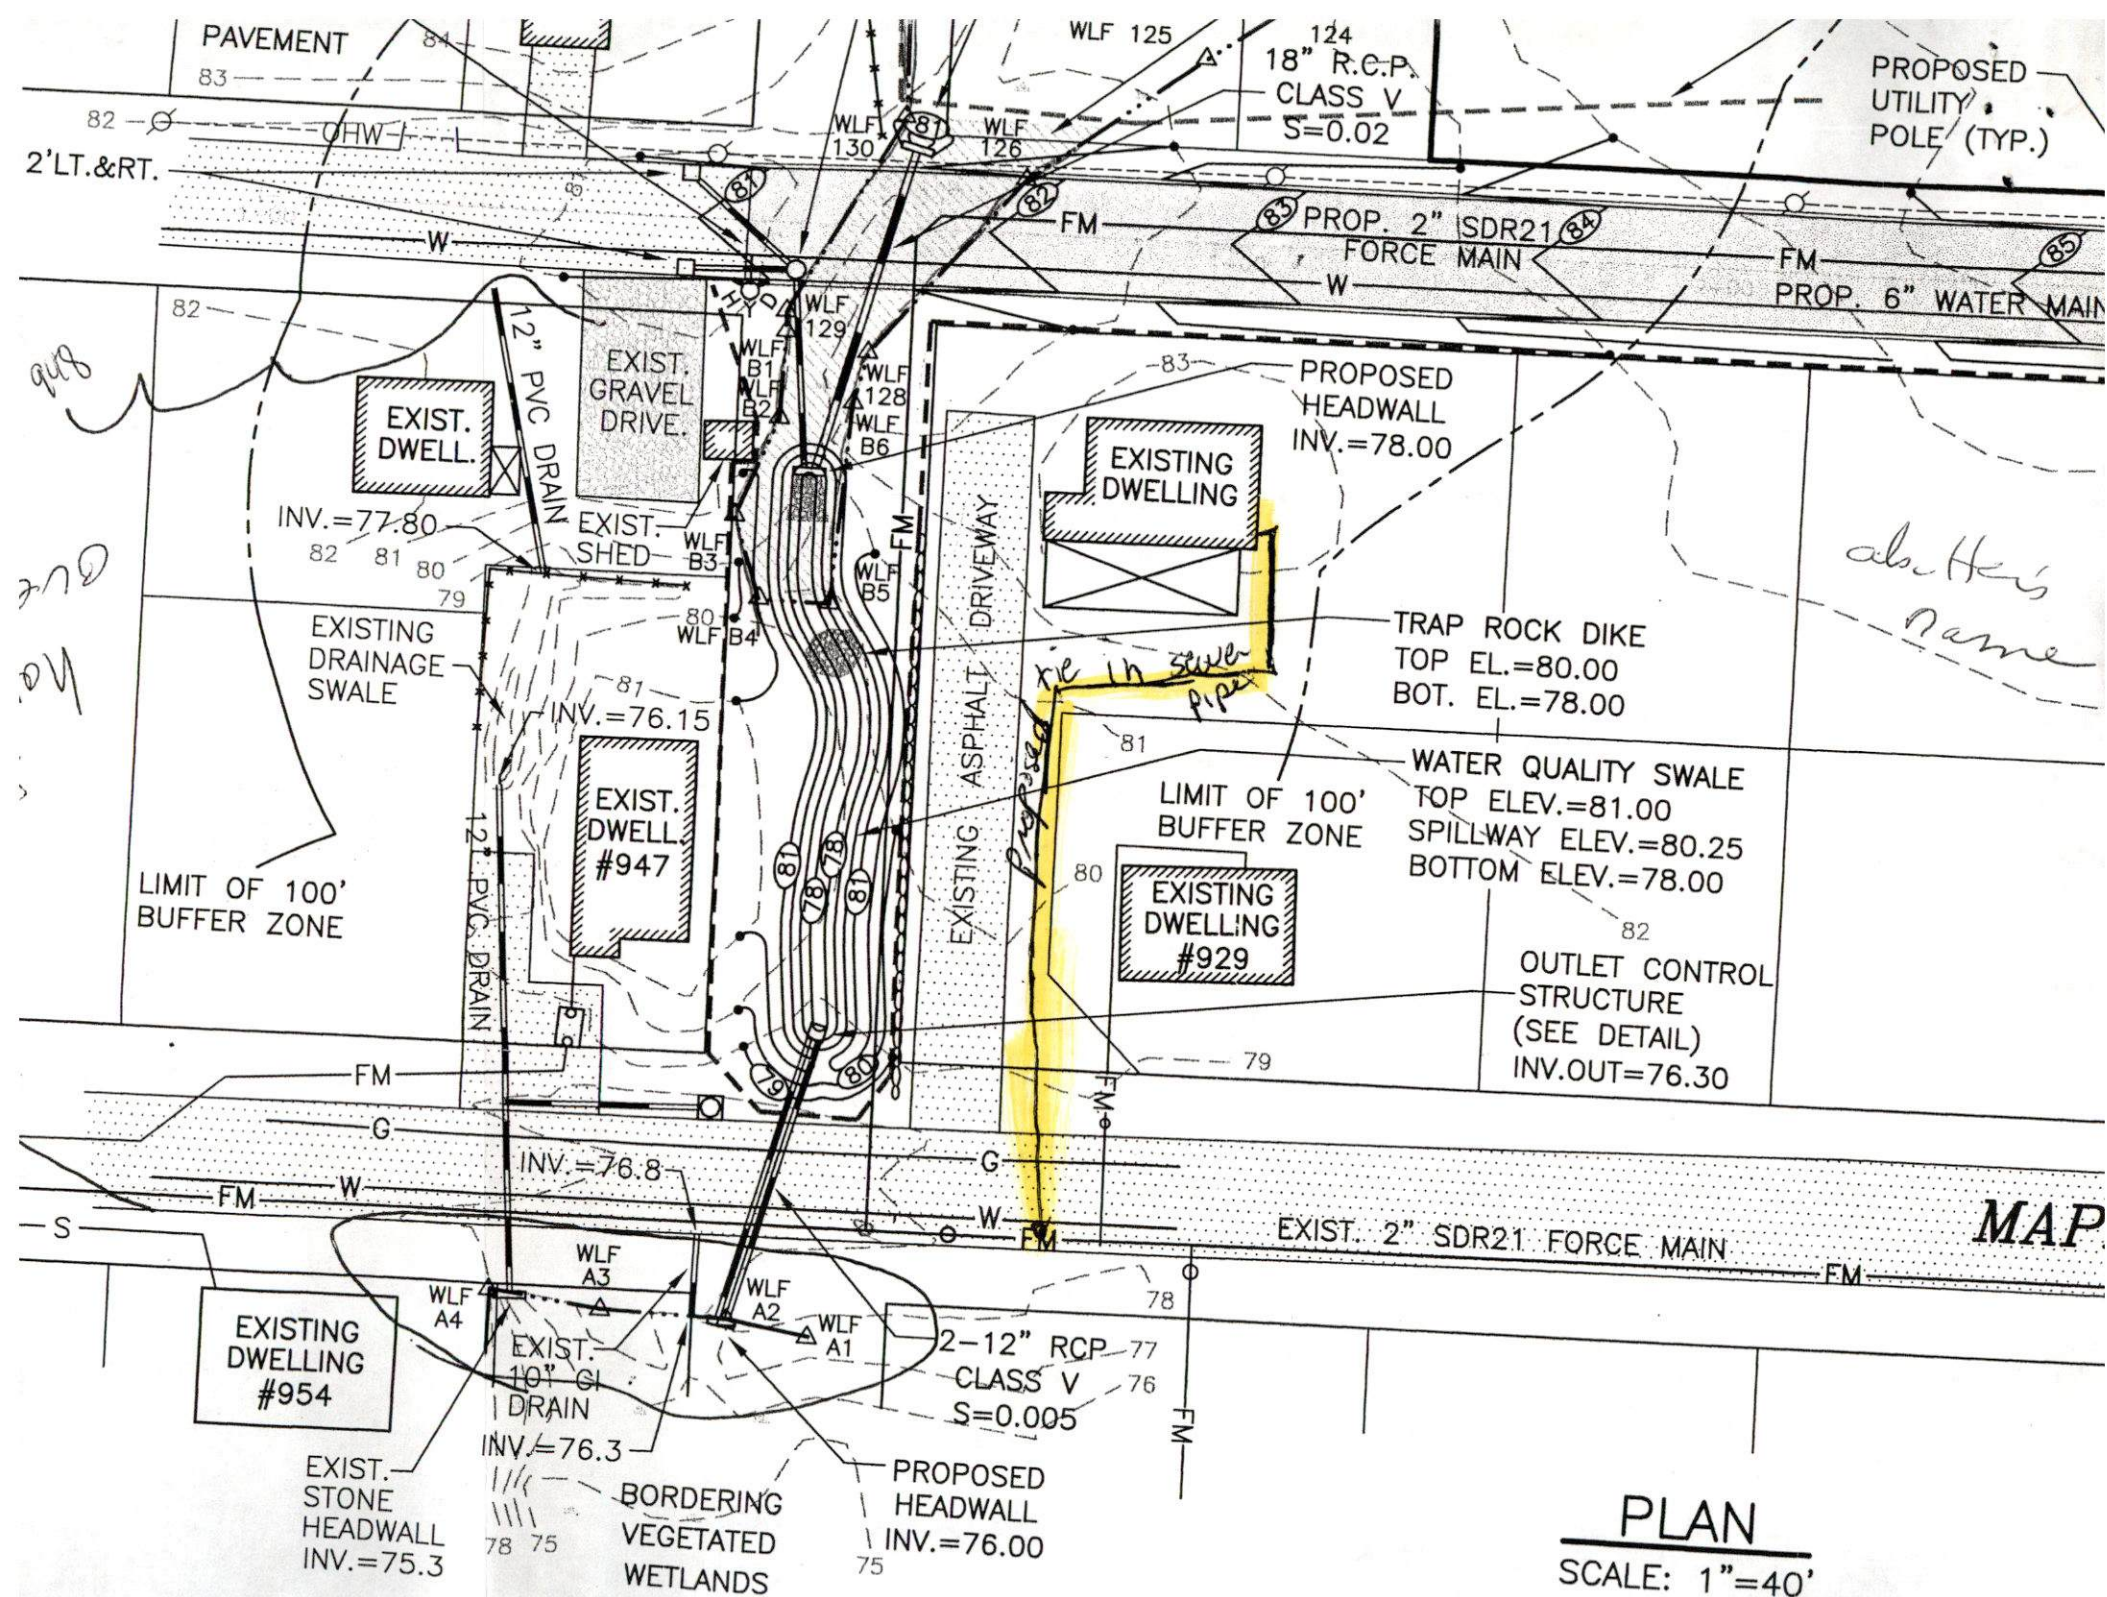 PAVEMENT
84
83
82
OHW
2'LT.&RT.
81
WLF 125
124
18" R.C.P.
CLASS V
S=0.02
PROPOSED
UTILITY
POLE (TYP.)
WLF
130
81
WLF
126
81
82
83
84
85
FM
PROP. 2" SDR21
FORCE MAIN
FM
W
W
PROP. 6" WATER MAIN
82
12" PVC DRAIN
HYD
WLF
129
WLF
B1
WLF
B2
WLF
128
WLF
B6
83
PROPOSED
HEADWALL
INV.=78.00
948
EXIST.
GRAVEL
DRIVE.
EXIST.
DWELL.
EXISTING
DWELLING
INV.=77.80
82 81 80
79
EXIST.
SHED
WLF
B3
FM
WLF
B5
80
WLF B4
EXISTING ASPHALT DRIVEWAY
EXISTING
DRAINAGE
SWALE
TRAP ROCK DIKE
TOP EL.=80.00
BOT. EL.=78.00
name
tie in sewer
pipe
Proposed
81
INV.=76.15
81
EXIST.
DWELL.
#947
WATER QUALITY SWALE
TOP ELEV.=81.00
SPILLWAY ELEV.=80.25
BOTTOM ELEV.=78.00
LIMIT OF 100'
BUFFER ZONE
LIMIT OF 100'
BUFFER ZONE
12" PVC DRAIN
81
78
78
81
80
EXISTING
DWELLING
#929
82
OUTLET CONTROL
STRUCTURE
(SEE DETAIL)
INV.OUT=76.30
79
80
79
FM
FM
G
G
INV.=76.8
W
FM
W
FM
S
EXIST. 2" SDR21 FORCE MAIN
FM
MAP
WLF
A4
WLF
A3
WLF
A2
WLF
A1
78
EXISTING
DWELLING
#954
EXIST.
10" CI
DRAIN
INV.=76.3
2-12" RCP
CLASS V
S=0.005
77
76
FM
EXIST.
STONE
HEADWALL
INV.=75.3
78 75
BORDERING
VEGETATED
WETLANDS
PROPOSED
HEADWALL
INV.=76.00
75
PLAN
SCALE: 1"=40'